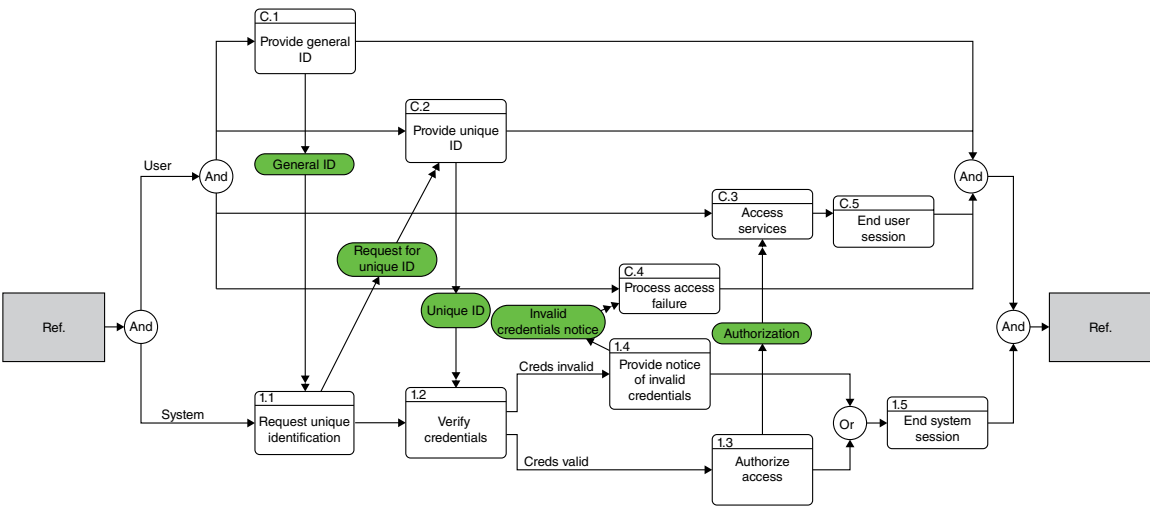 C.1
Provide general
ID
C.2
Provide unique
ID
User
And
General ID
And
C.3
Access
services
C.5
End user
session
Request for
unique ID
C.4
Process access
failure
Ref.
And
Unique ID
Invalid
credentials notice
Authorization
And
Ref.
1.4
Provide notice
of invalid
credentials
Creds invalid
System
1.1
Request unique
identification
1.2
Verify
credentials
Or
1.5
End system
session
Creds valid
1.3
Authorize
access